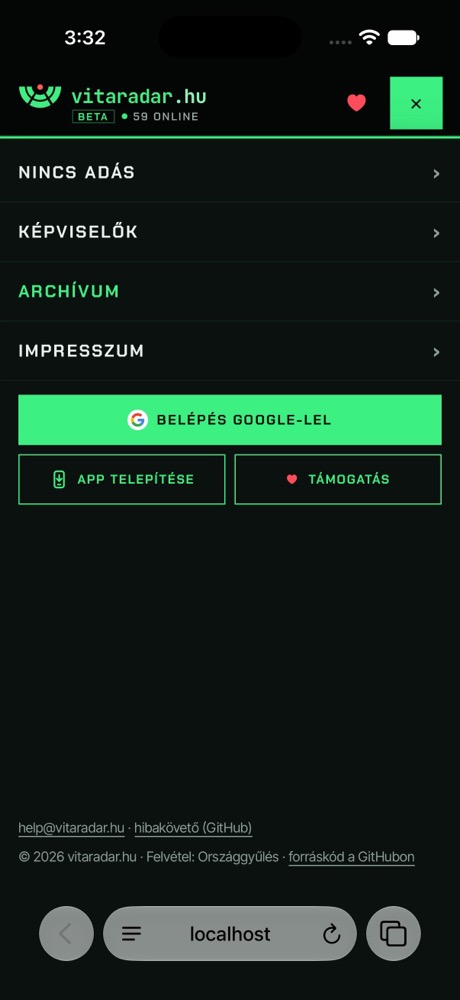 3:32
vitaradar.hu
BETA 59 ONLINE
NINCS ADÁS
KÉPVISELŐK
ARCHÍVUM
IMPRESSZUM
BELÉPÉS GOOGLE-LEL
APP TELEPÍTÉSE
TÁMOGATÁS
help@vitaradar.hu · hibakövető (GitHub)
© 2026 vitaradar.hu · Felvétel: Országgyűlés · forráskód a GitHubon
localhost